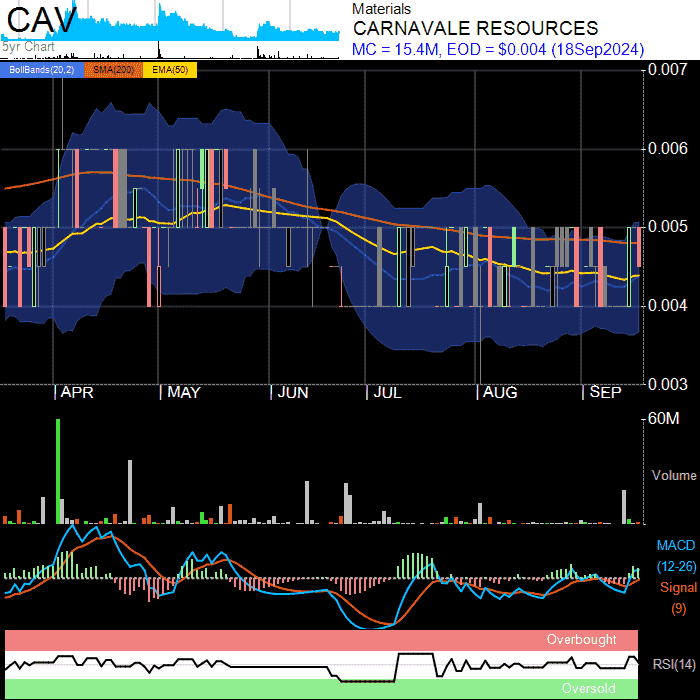 CAV
5yr Chart
Materials
CARNAVALE RESOURCES
MC = 15.4M, EOD = $0.004 (18Sep2024)
BollBands(20,2) SMA(200) EMA(50)
0.007
0.006
0.005
0.004
0.003
APR MAY JUN JUL AUG SEP
60M
Volume
MACD
(12-26)
Signal
(9)
Overbought
RSI(14)
Oversold